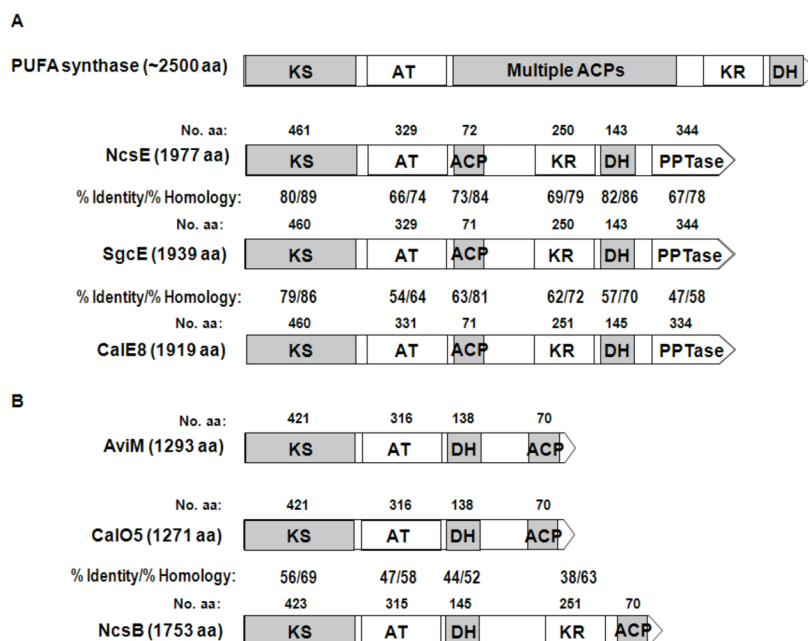 A
PUFA synthase (~2500 aa) KS AT Multiple ACPs KR DH
No. aa: 461 329 72 250 143 344
NcsE (1977 aa) KS AT ACP KR DH PPTase
% Identity/% Homology: 80/89 66/74 73/84 69/79 82/86 67/78
No. aa: 460 329 71 250 143 344
SgcE (1939 aa) KS AT ACP KR DH PPTase
% Identity/% Homology: 79/86 54/64 63/81 62/72 57/70 47/58
No. aa: 460 331 71 251 145 334
CalE8 (1919 aa) KS AT ACP KR DH PPTase
B
No. aa: 421 316 138 70
AviM (1293 aa) KS AT DH ACP
No. aa: 421 316 138 70
CalO5 (1271 aa) KS AT DH ACP
% Identity/% Homology: 56/69 47/58 44/52 38/63
No. aa: 423 315 145 251 70
NcsB (1753 aa) KS AT DH KR ACP